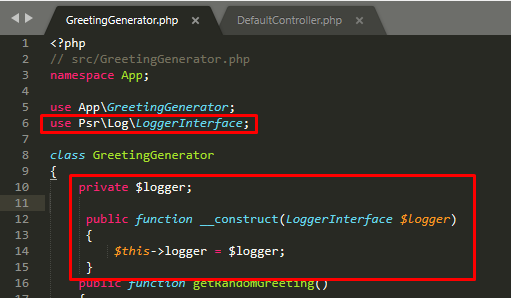 GreetingGenerator.php × DefaultController.php ×
1 <?php
2 // src/GreetingGenerator.php
3 namespace App;
4
5 use App\GreetingGenerator;
6 use Psr\Log\LoggerInterface;
7
8 class GreetingGenerator
9 {
10 private $logger;
11
12 public function __construct(LoggerInterface $logger)
13 {
14 $this->logger = $logger;
15 }
16 public function getRandomGreeting()
17 {